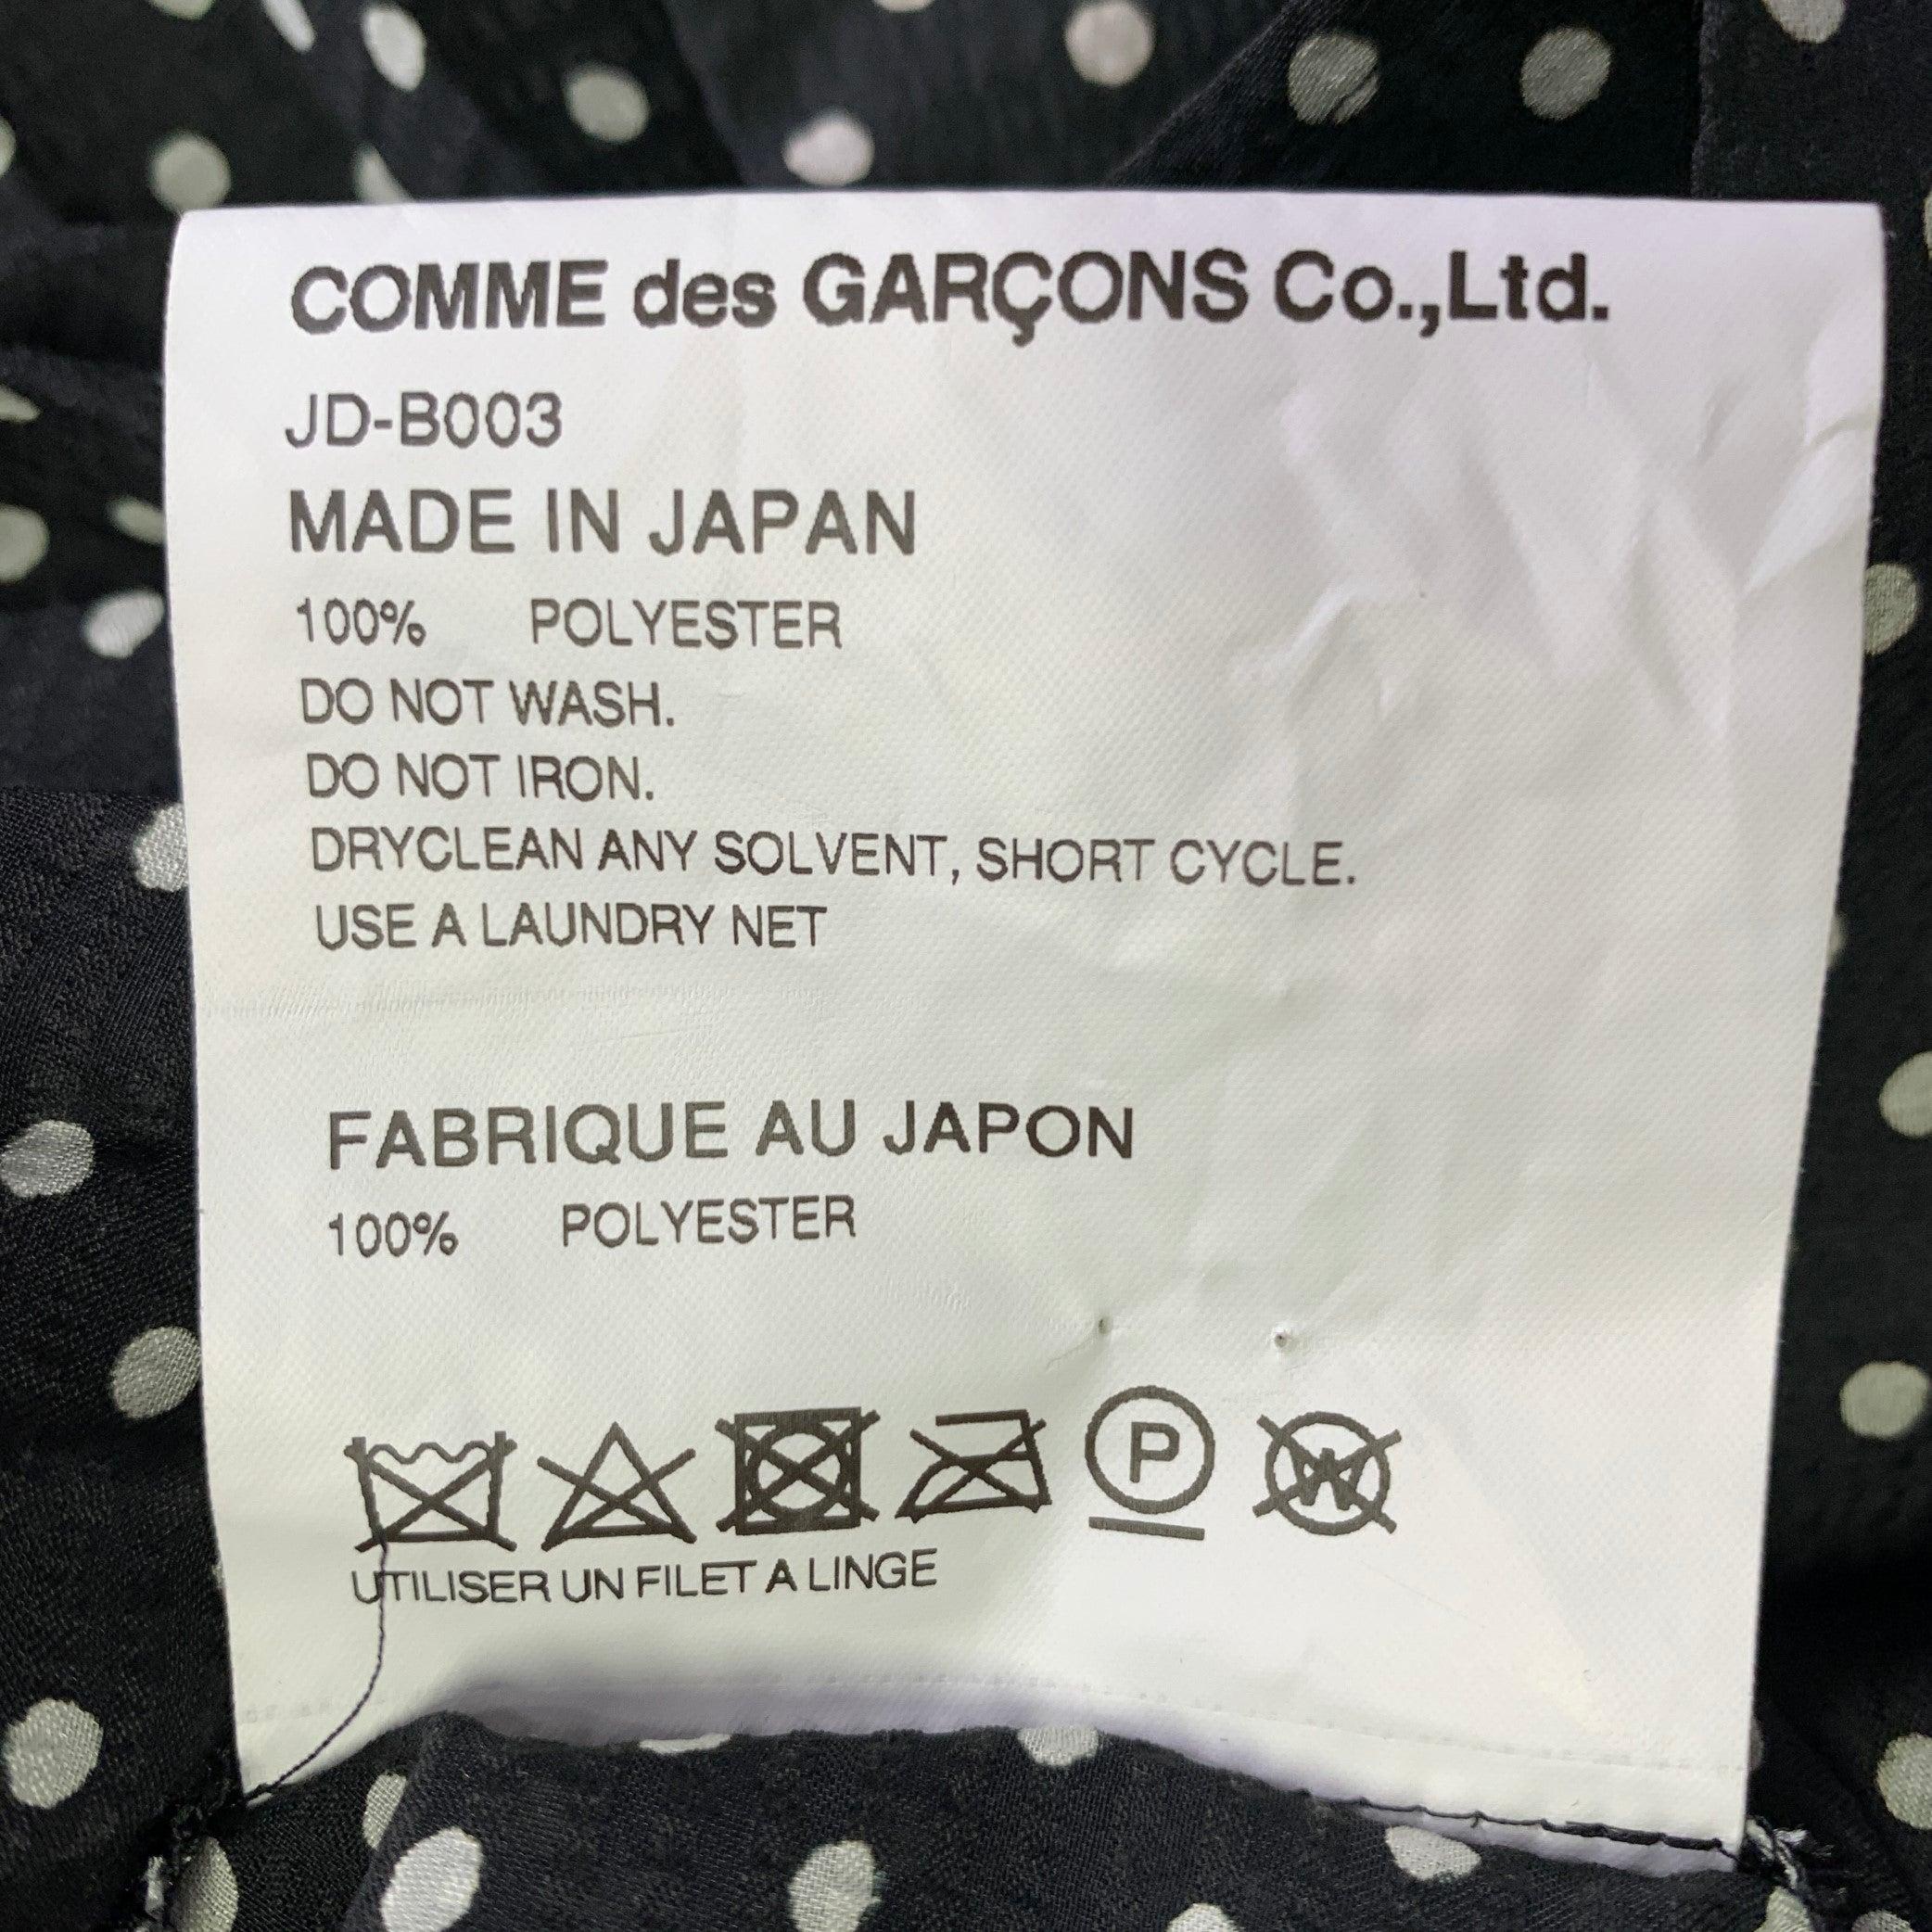 COMME des GARÇONS Co.,Ltd.
JD-B003
MADE IN JAPAN
100% POLYESTER
DO NOT WASH.
DO NOT IRON.
DRYCLEAN ANY SOLVENT, SHORT CYCLE.
USE A LAUNDRY NET
FABRIQUE AU JAPON
100% POLYESTER
P W
UTILISER UN FILET A LINGE